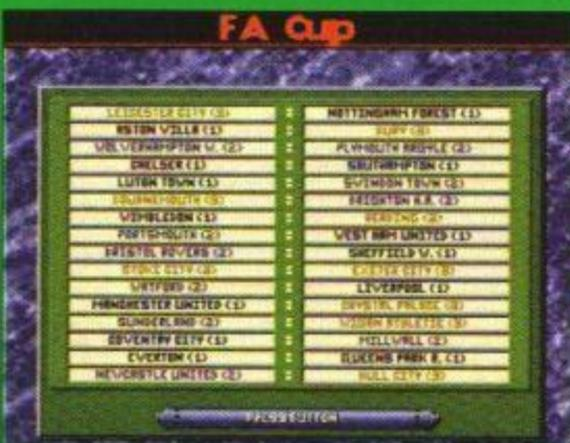 FA Cup
LEICESTER CITY (3) NOTTINGHAM FOREST (1)
ASTON VILLA (1) BURY (3)
WOLVERHAMPTON W. (2) PLYMOUTH ARGYLE (2)
CHELSEA (1) SOUTHAMPTON (1)
LUTON TOWN (1) SWINDON TOWN (2)
BOURNEMOUTH (3) BRIGHTON H.A. (2)
WIMBLEDON (1) READING (2)
PORTSMOUTH (2) WEST HAM UNITED (1)
BRISTOL ROVERS (2) SHEFFIELD W. (1)
STOKE CITY (3) EXETER CITY (3)
WATFORD (2) LIVERPOOL (1)
MANCHESTER UNITED (1) CRYSTAL PALACE
SUNDERLAND (2) WIGAN ATHLETIC (3)
COVENTRY CITY (1) MILLWALL (2)
EVERTON (1) QUEENS PARK R. (1)
NEWCASTLE UNITED (2) HULL CITY (3)